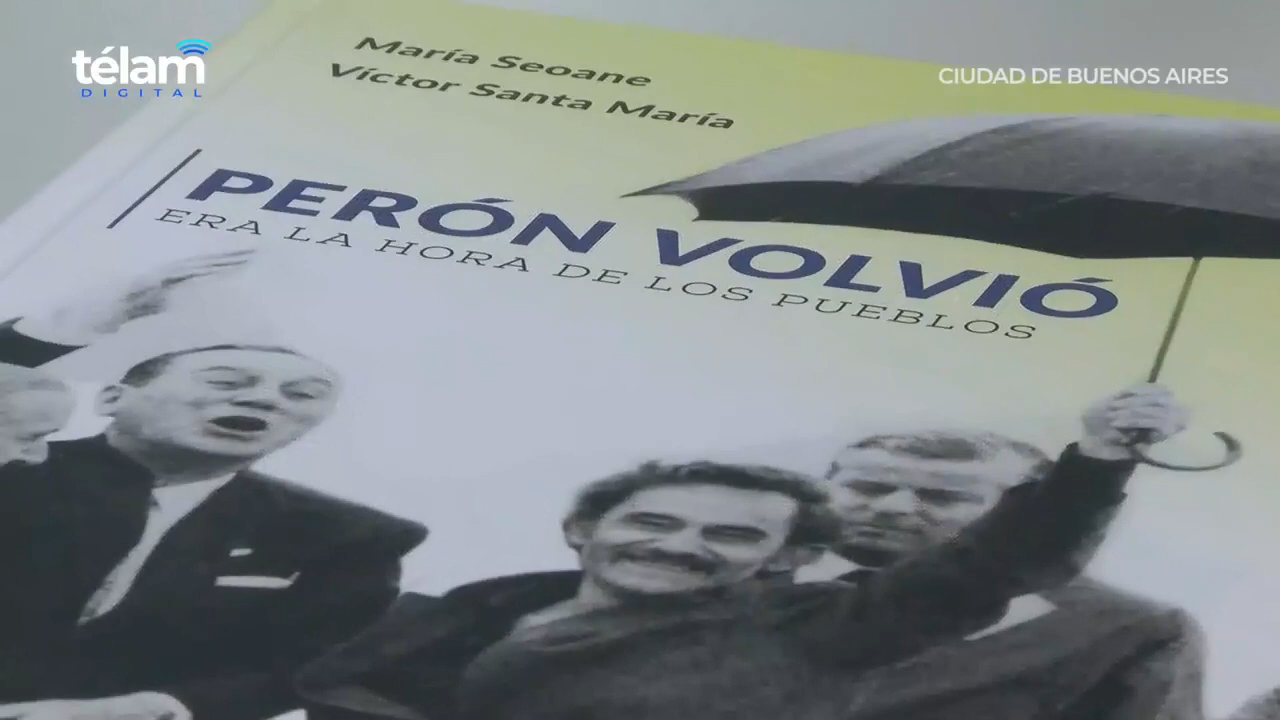 télam
DIGITAL
CIUDAD DE BUENOS AIRES
María Seoane
Víctor Santa María
PERÓN VOLVIÓ
ERA LA HORA DE LOS PUEBLOS